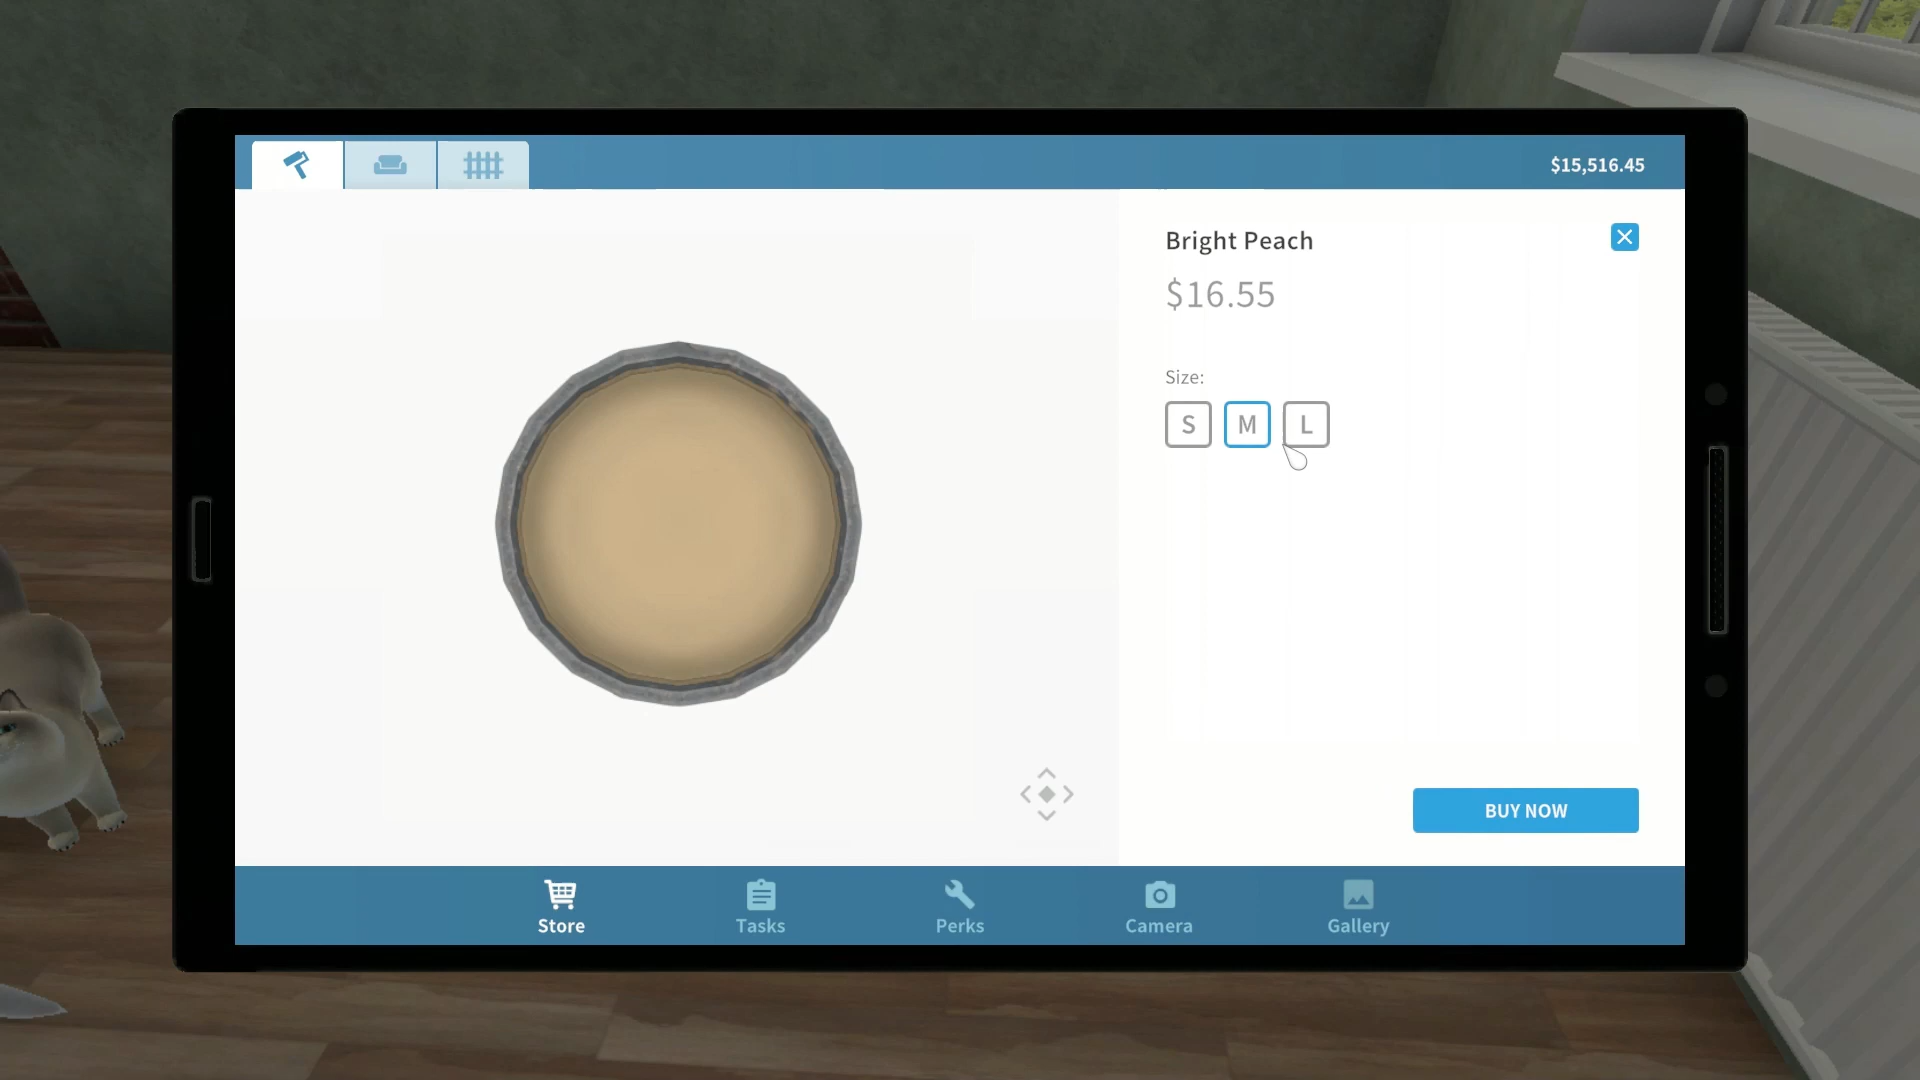 $15,516.45
Bright Peach
$16.55
Size:
S M L
BUY NOW
Store Tasks Perks Camera Gallery